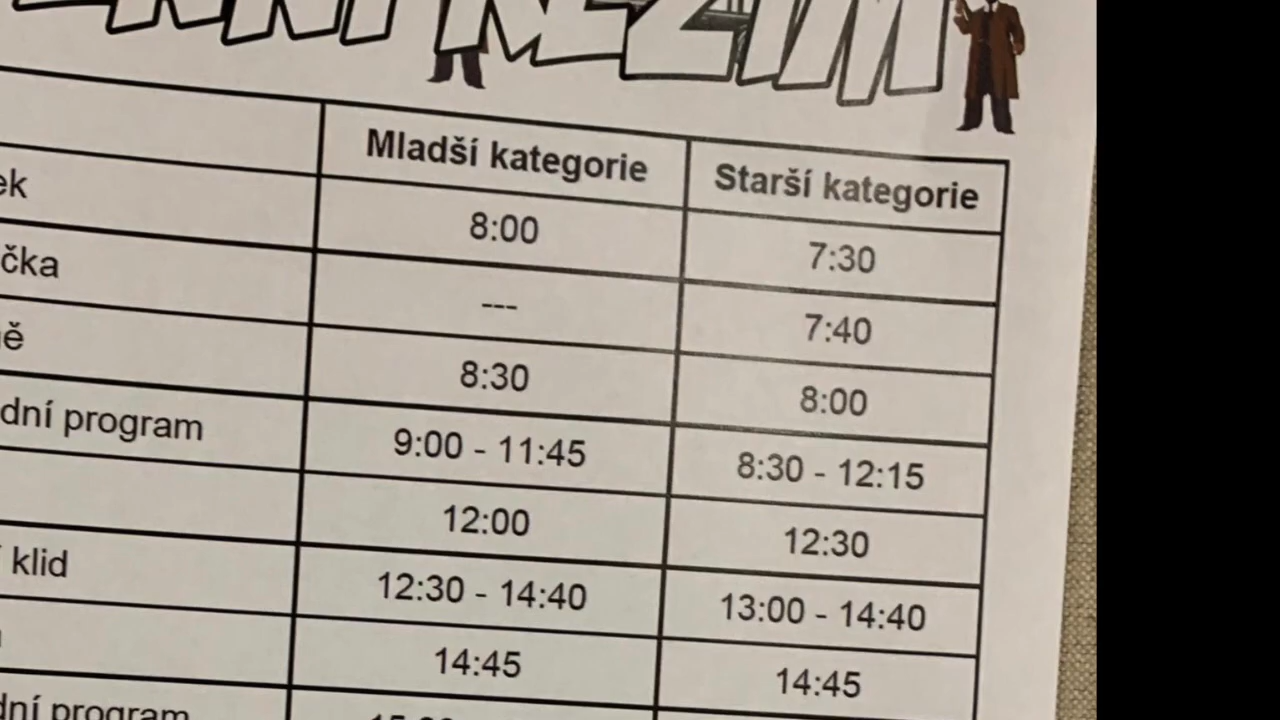 REŽIM
Mladší kategorie Starší kategorie
8:00 7:30
--- 7:40
8:30 8:00
dní program 9:00 - 11:45 8:30 - 12:15
12:00 12:30
klid 12:30 - 14:40 13:00 - 14:40
14:45 14:45
dní program